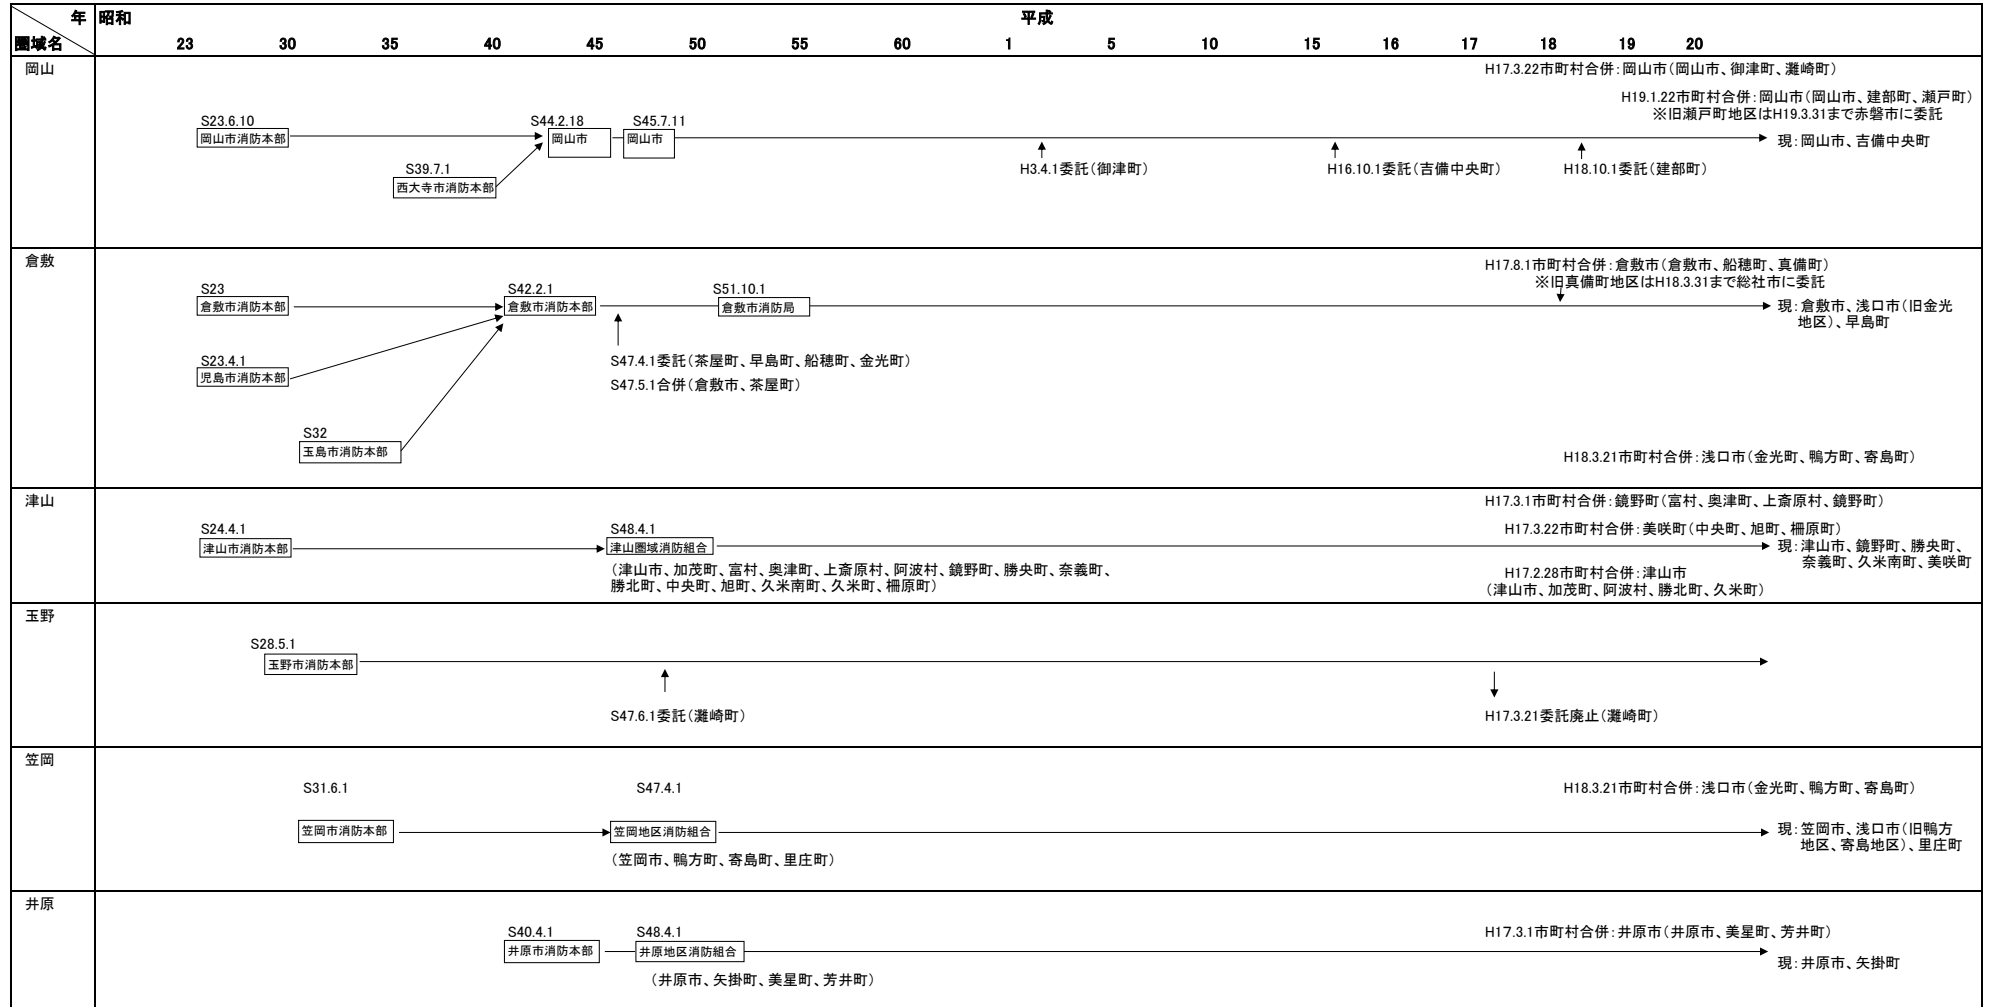 年 昭和 平成
圏域名 23 30 35 40 45 50 55 60 1 5 10 15 16 17 18 19 20
岡山
H17.3.22市町村合併:岡山市(岡山市、御津町、灘崎町)
H19.1.22市町村合併:岡山市(岡山市、建部町、瀬戸町)
※旧瀬戸町地区はH19.3.31まで赤磐市に委託
S23.6.10 S44.2.18 S45.7.11
岡山市消防本部 岡山市 岡山市
現:岡山市、吉備中央町
S39.7.1
西大寺市消防本部
H3.4.1委託(御津町) H16.10.1委託(吉備中央町) H18.10.1委託(建部町)
倉敷
H17.8.1市町村合併:倉敷市(倉敷市、船穂町、真備町)
※旧真備町地区はH18.3.31まで総社市に委託
S23 S42.2.1 S51.10.1
倉敷市消防本部 倉敷市消防本部 倉敷市消防局
現:倉敷市、浅口市(旧金光
地区)、早島町
S23.4.1
児島市消防本部
S47.4.1委託(茶屋町、早島町、船穂町、金光町)
S47.5.1合併(倉敷市、茶屋町)
S32
玉島市消防本部
H18.3.21市町村合併:浅口市(金光町、鴨方町、寄島町)
津山
H17.3.1市町村合併:鏡野町(富村、奥津町、上斎原村、鏡野町)
S24.4.1 S48.4.1
H17.3.22市町村合併:美咲町(中央町、旭町、柵原町)
津山市消防本部 津山圏域消防組合
現:津山市、鏡野町、勝央町、
奈義町、久米南町、美咲町
(津山市、加茂町、富村、奥津町、上斎原村、阿波村、鏡野町、勝央町、奈義町、
勝北町、中央町、旭町、久米南町、久米町、柵原町)
H17.2.28市町村合併:津山市
(津山市、加茂町、阿波村、勝北町、久米町)
玉野
S28.5.1
玉野市消防本部
S47.6.1委託(灘崎町) H17.3.21委託廃止(灘崎町)
笠岡
S31.6.1 S47.4.1
H18.3.21市町村合併:浅口市(金光町、鴨方町、寄島町)
笠岡市消防本部 笠岡地区消防組合
現:笠岡市、浅口市(旧鴨方
地区、寄島地区)、里庄町
(笠岡市、鴨方町、寄島町、里庄町)
井原
S40.4.1 S48.4.1
H17.3.1市町村合併:井原市(井原市、美星町、芳井町)
井原市消防本部 井原地区消防組合
現:井原市、矢掛町
(井原市、矢掛町、美星町、芳井町)